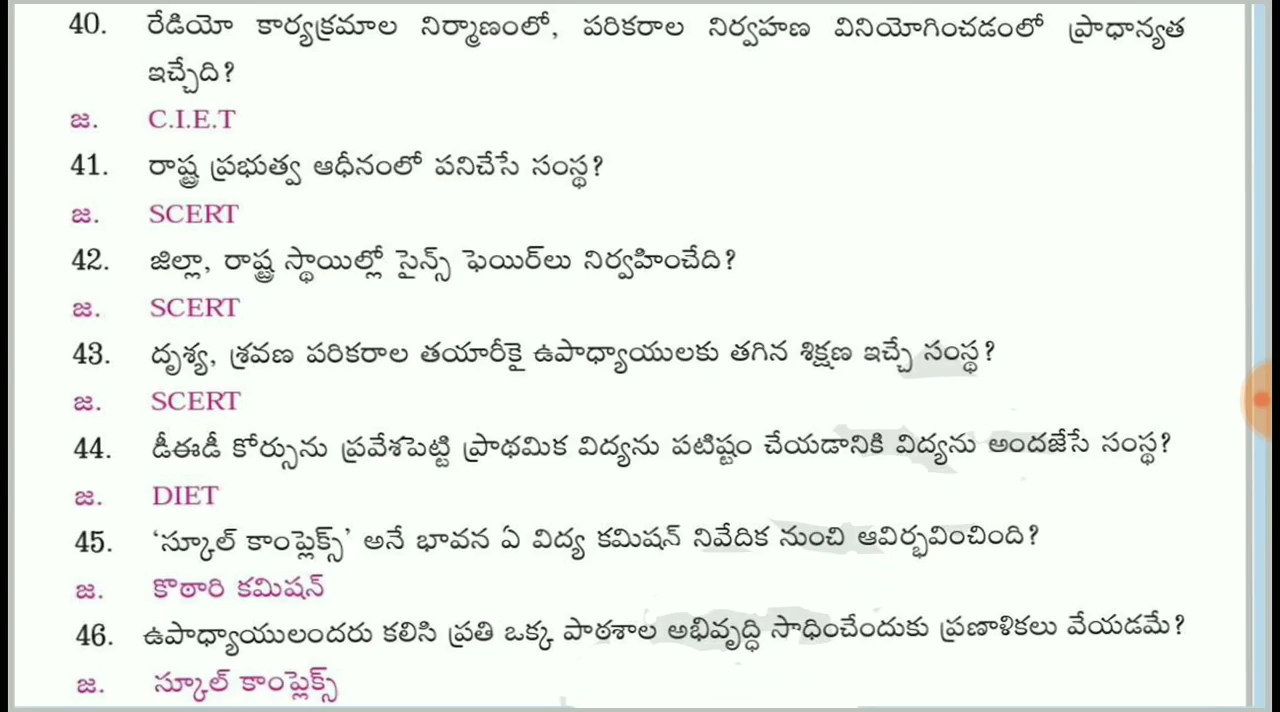 40. రేడియో కార్యక్రమాల నిర్మాణంలో, పరికరాల నిర్వహణ వినియోగించడంలో ప్రాధాన్యత
ఇచ్చేది?
జ. C.I.E.T
41. రాష్ట్ర ప్రభుత్వ ఆధీనంలో పనిచేసే సంస్థ?
జ. SCERT
42. జిల్లా, రాష్ట్ర స్థాయిల్లో సైన్స్ ఫెయిర్‌లు నిర్వహించేది?
జ. SCERT
43. దృశ్య, శ్రవణ పరికరాల తయారీకై ఉపాధ్యాయులకు తగిన శిక్షణ ఇచ్చే సంస్థ?
జ. SCERT
44. డీఈడీ కోర్సును ప్రవేశపెట్టి ప్రాథమిక విద్యను పటిష్టం చేయడానికి విద్యను అందజేసే సంస్థ?
జ. DIET
45. ‘స్కూల్ కాంప్లెక్స్’ అనే భావన ఏ విద్య కమిషన్ నివేదిక నుంచి ఆవిర్భవించింది?
జ. కొఠారి కమిషన్
46. ఉపాధ్యాయులందరు కలిసి ప్రతి ఒక్క పాఠశాల అభివృద్ధి సాధించేందుకు ప్రణాళికలు వేయడమే?
జ. స్కూల్ కాంప్లెక్స్